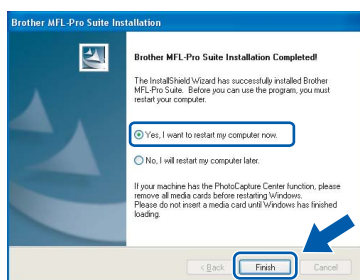 Brother MFL-Pro Suite Installation
Brother MFL-Pro Suite Installation Completed!
The InstallShield Wizard has successfully installed Brother
MFL-Pro Suite. Before you can use the program, you must
restart your computer.
Yes, I want to restart my computer now.
No, I will restart my computer later.
If your machine has the PhotoCapture Center function, please
remove all media cards before restarting Windows.
Please do not insert a media card until Windows has finished
loading.
< Back Finish Cancel